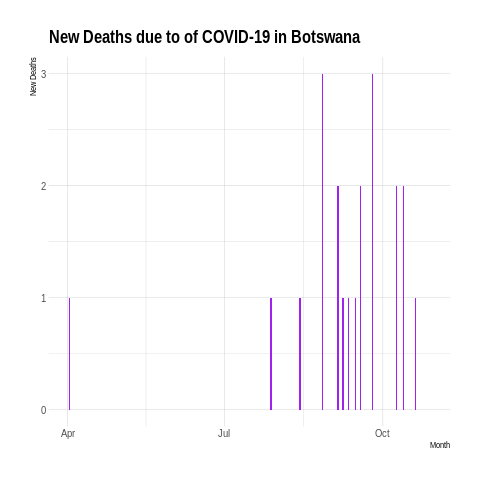 New Deaths due to of COVID-19 in Botswana
New Deaths
3
2
1
0
Apr Jul Oct
Month